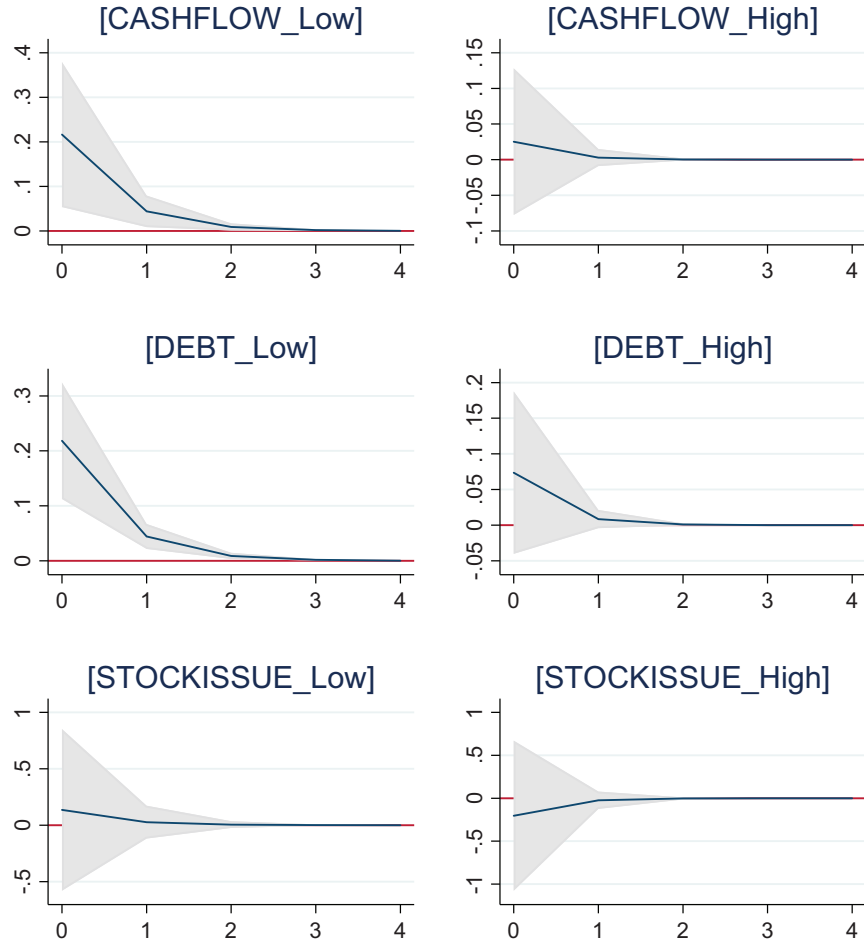 [CASHFLOW_Low]
.4
.3
.2
.1
0
0 1 2 3 4
[CASHFLOW_High]
.15
.1
.05
0
-.05
-.1
0 1 2 3 4
[DEBT_Low]
.3
.2
.1
0
0 1 2 3 4
[DEBT_High]
.2
.15
.1
.05
0
-.05
0 1 2 3 4
[STOCKISSUE_Low]
1
.5
0
-.5
0 1 2 3 4
[STOCKISSUE_High]
1
.5
0
-.5
-1
0 1 2 3 4